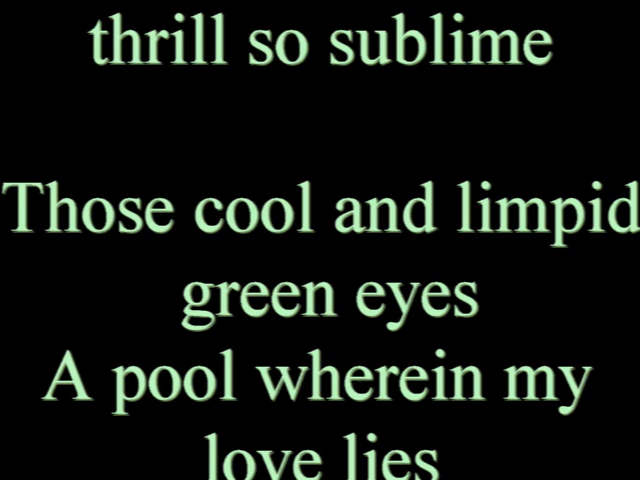 thrill so sublime
Those cool and limpid
green eyes
A pool wherein my
love lies